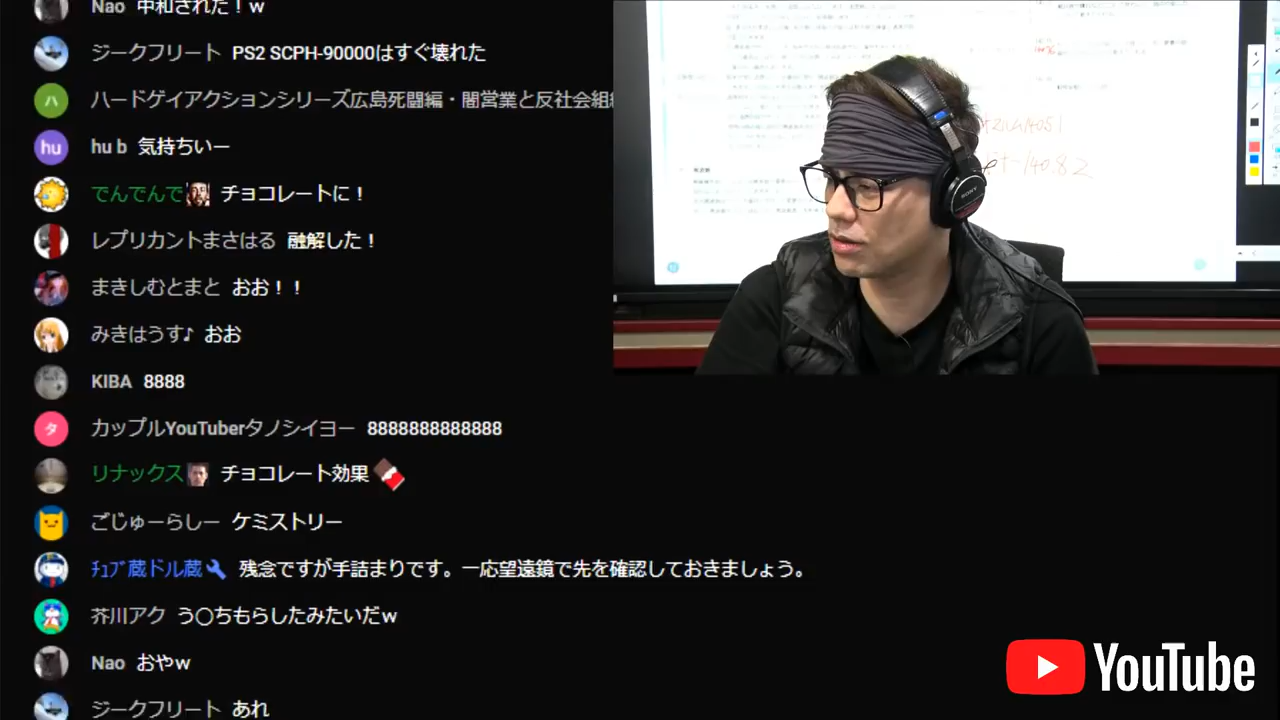 Nao 中和された！w
ジークフリート PS2 SCPH-90000はすぐ壊れた
ハ ハードゲイアクションシリーズ広島死闘編・闇営業と反社会組
hu hu b 気持ちいー
でんでんで チョコレートに！
レプリカントまさはる 融解した！
まきしむとまと おお！！
みきはうす♪ おお
KIBA 8888
タ カップルYouTuberタノシイヨー 8888888888888
リナックス チョコレート効果
ごじゅーらしー ケミストリー
ﾁｭﾌﾞ蔵ドル蔵 残念ですが手詰まりです。一応望遠鏡で先を確認しておきましょう。
芥川アク う〇ちもらしたみたいだw
Nao おやw
ジークフリート あれ
SONY
YouTube